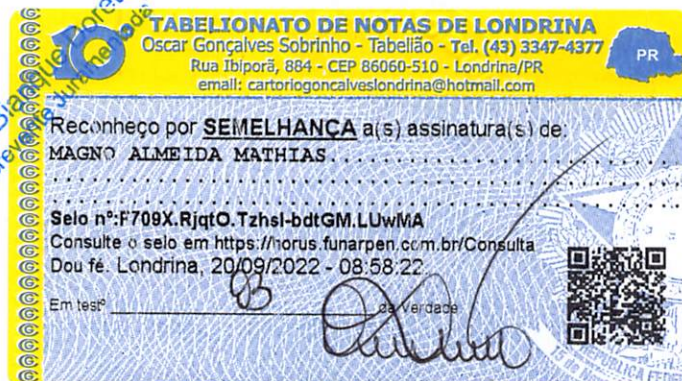 TABELIONATO DE NOTAS DE LONDRINA
Oscar Gonçalves Sobrinho - Tabelião - Tel. (43) 3347-4377
Rua Ibiporã, 884 - CEP 86060-510 - Londrina/PR
email: cartoriogoncalveslondrina@hotmail.com
PR
10º
Reconheço por SEMELHANÇA a(s) assinatura(s) de:
MAGNO ALMEIDA MATHIAS
Selo nº:F709X.RjqtO.Tzhsl-bdtGM.LUwMA
Consulte o selo em https://horus.funarpen.com.br/Consulta
Dou fé. Londrina, 20/09/2022 - 08:58:22
Em testº da Verdade